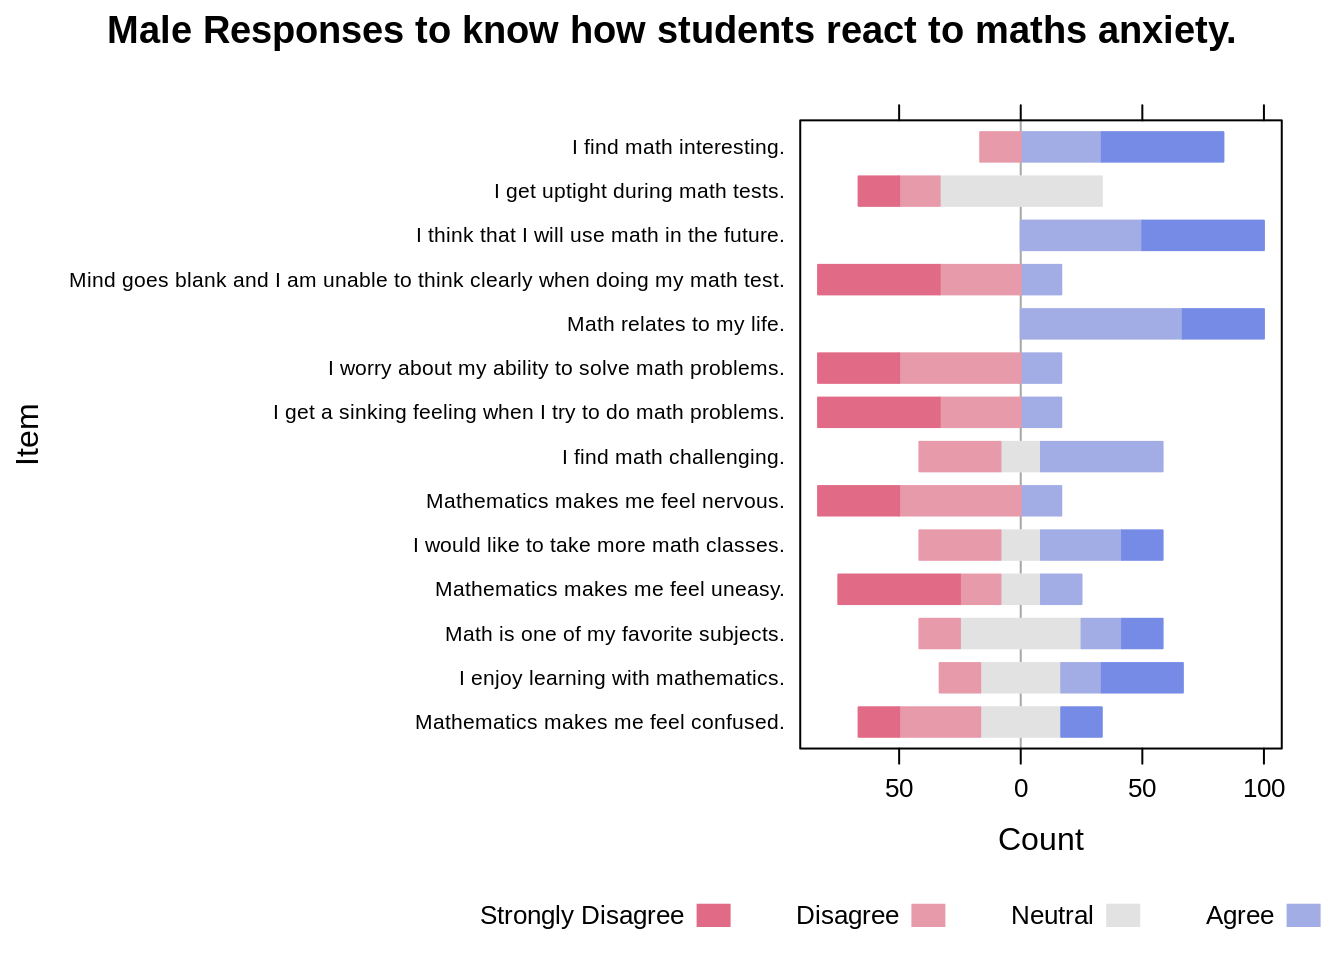 Male Responses to know how students react to maths anxiety.
I find math interesting.
I get uptight during math tests.
I think that I will use math in the future.
Mind goes blank and I am unable to think clearly when doing my math test.
Math relates to my life.
I worry about my ability to solve math problems.
I get a sinking feeling when I try to do math problems.
I find math challenging.
Mathematics makes me feel nervous.
I would like to take more math classes.
Mathematics makes me feel uneasy.
Math is one of my favorite subjects.
I enjoy learning with mathematics.
Mathematics makes me feel confused.
Item
50 0 50 100
Count
Strongly Disagree Disagree Neutral Agree